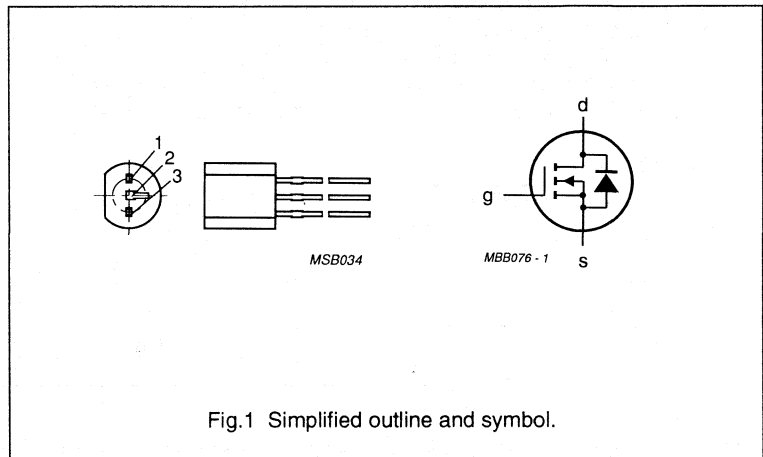 1
2
3
MSB034
d
g
s
MBB076 - 1
Fig.1 Simplified outline and symbol.